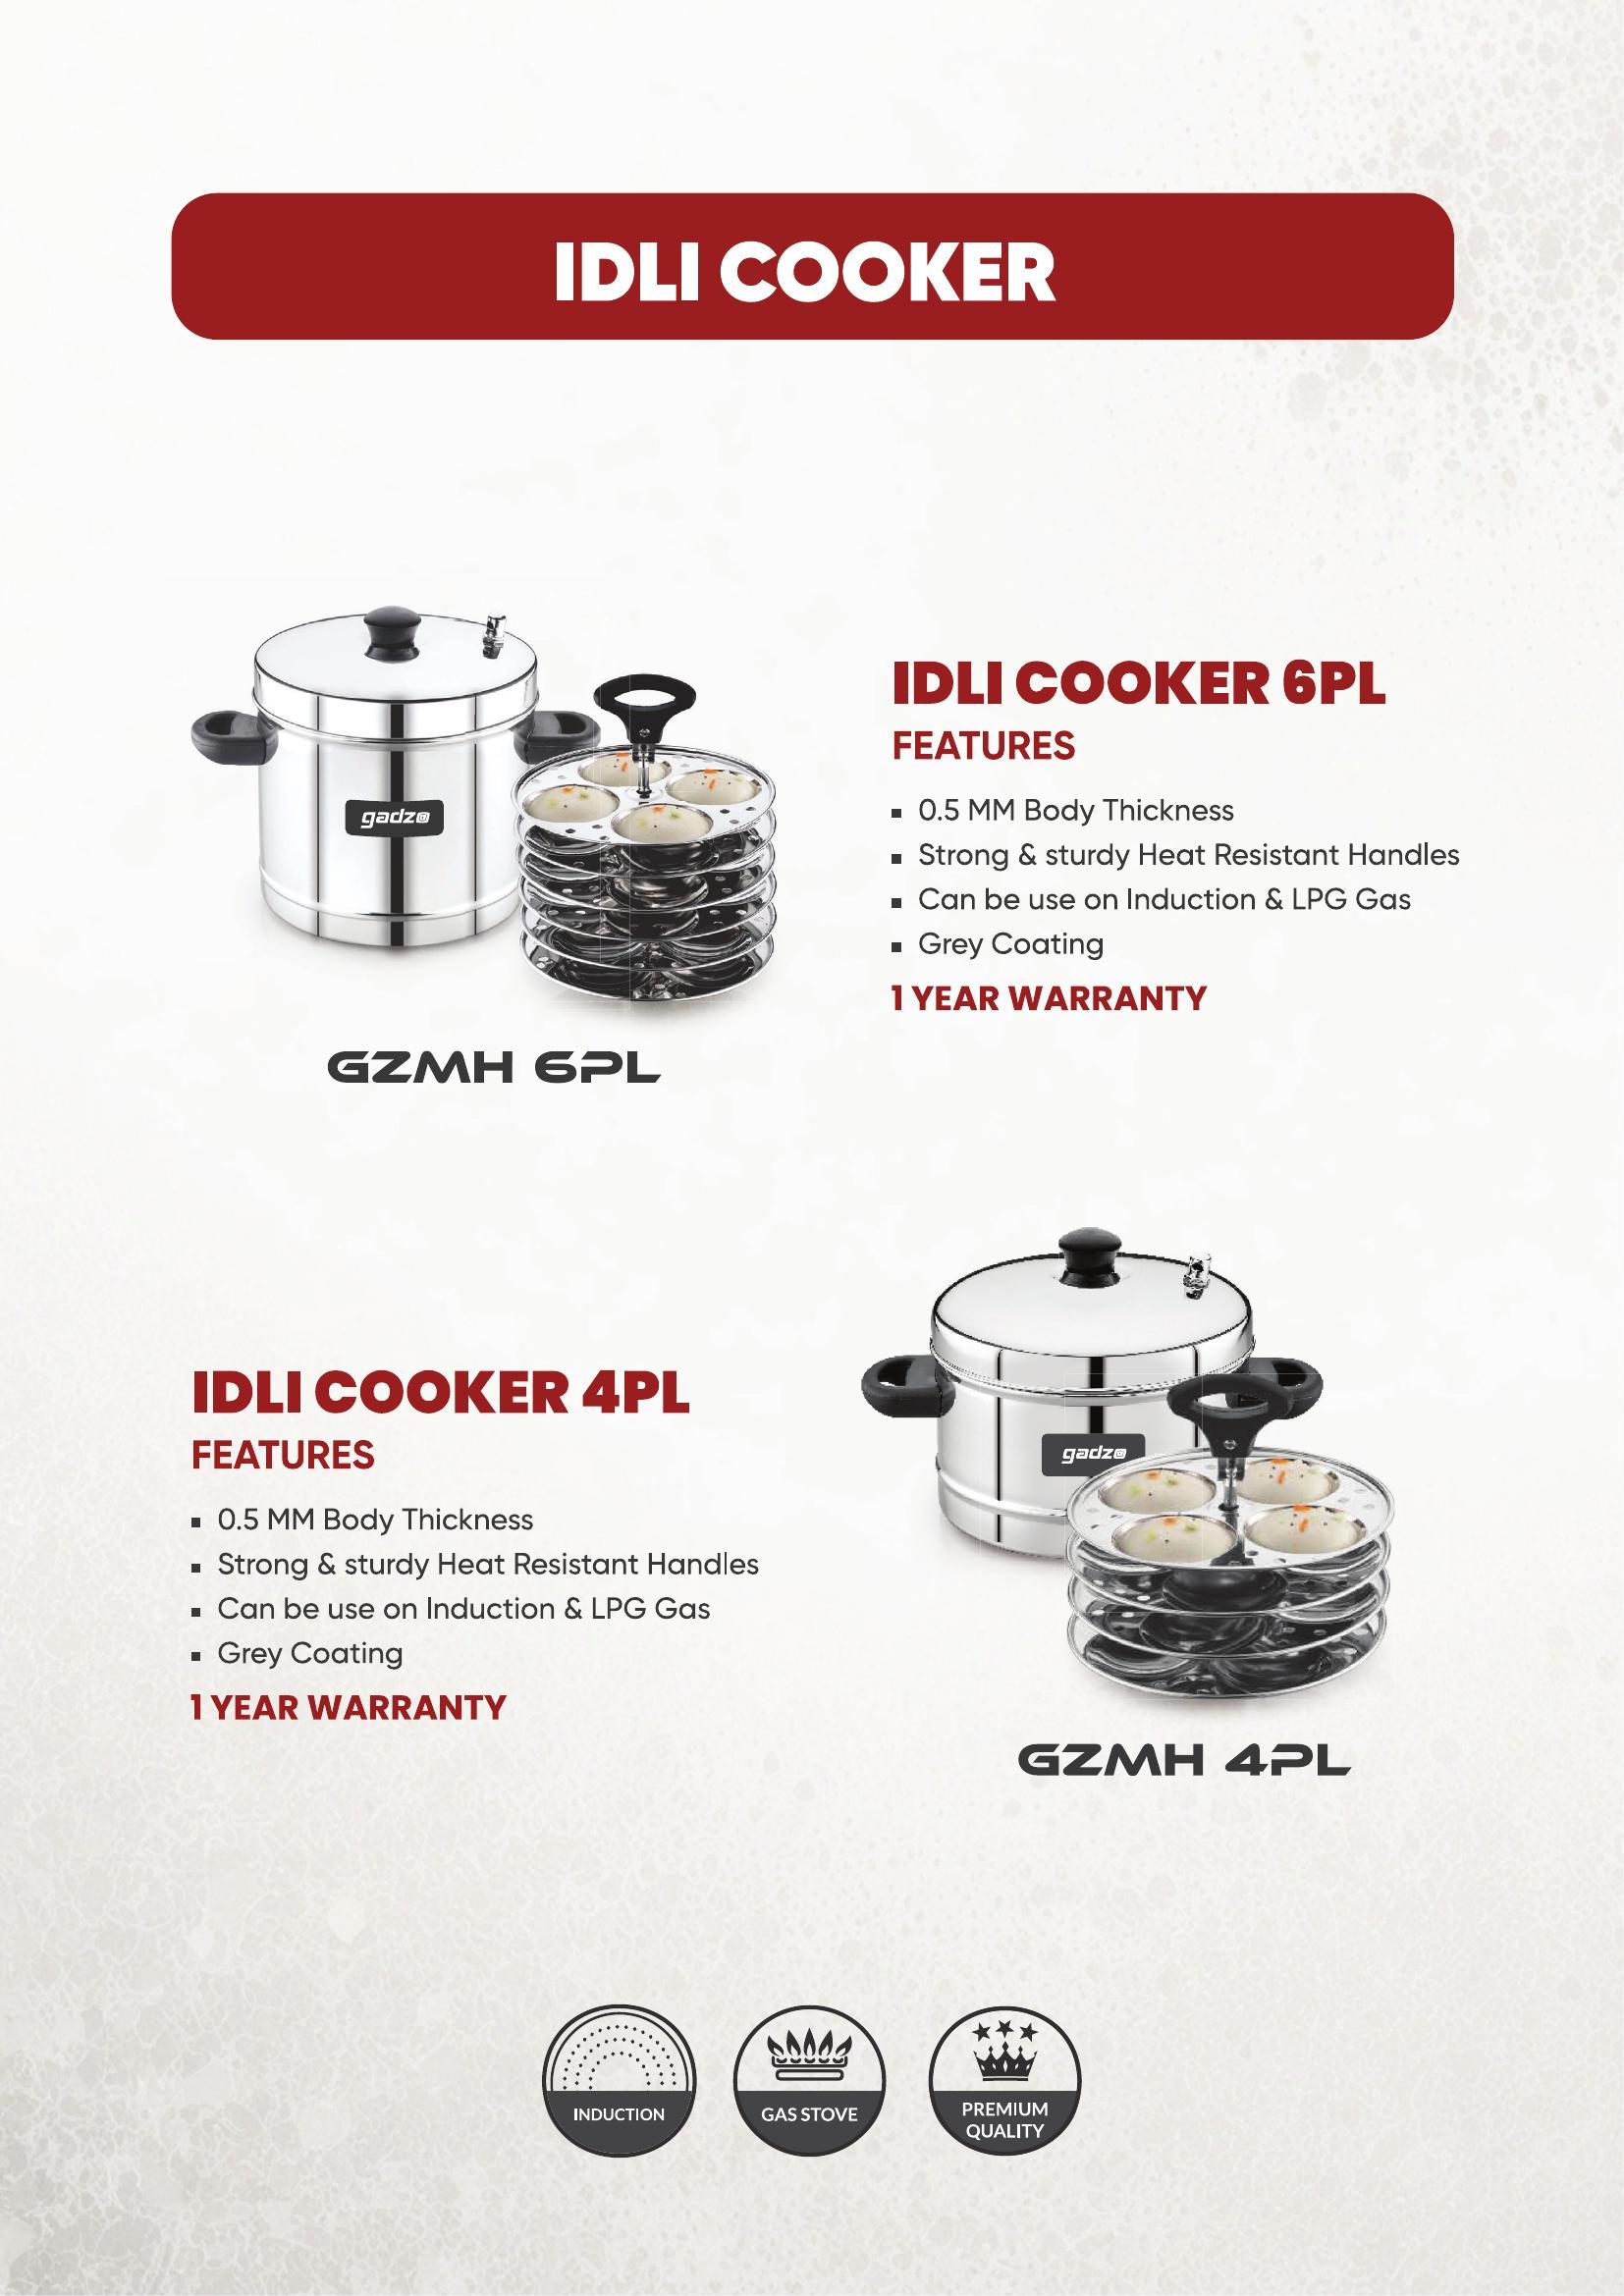 IDLI COOKER
gadzo
GZMH 6PL
IDLI COOKER 6PL
FEATURES
▪ 0.5 MM Body Thickness
▪ Strong & sturdy Heat Resistant Handles
▪ Can be use on Induction & LPG Gas
▪ Grey Coating
1 YEAR WARRANTY
IDLI COOKER 4PL
FEATURES
▪ 0.5 MM Body Thickness
▪ Strong & sturdy Heat Resistant Handles
▪ Can be use on Induction & LPG Gas
▪ Grey Coating
1 YEAR WARRANTY
gadzo
GZMH 4PL
INDUCTION
GAS STOVE
PREMIUM
QUALITY